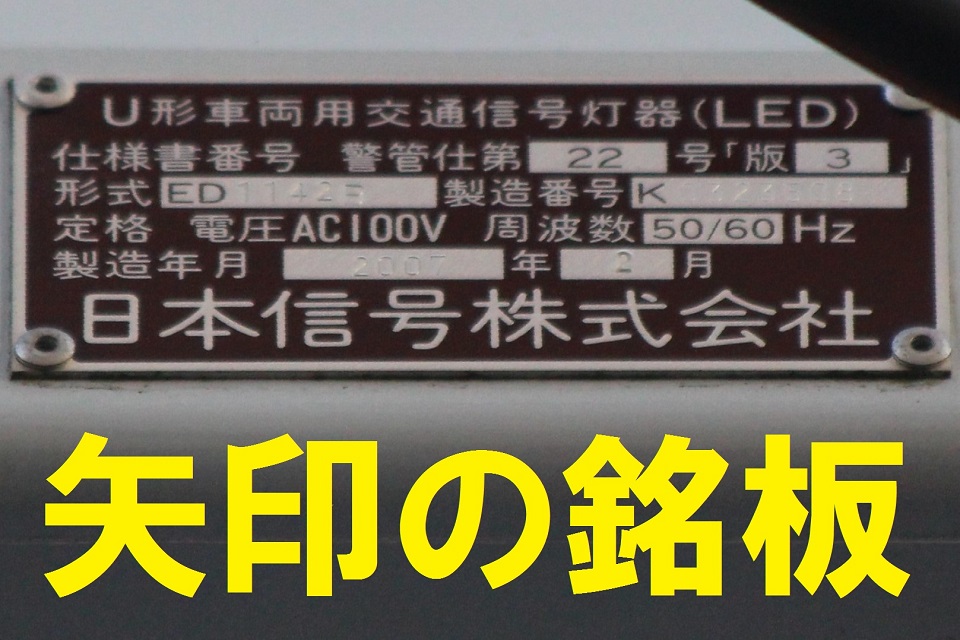 U形車両用交通信号灯器(LED)
仕様書番号 警管仕第 22 号「版 3 」
形式 ED1142B 製造番号
定格 電圧AC100V 周波数 50/60 Hz
製造年月 2007 年 2 月
日本信号株式会社
矢印の銘板